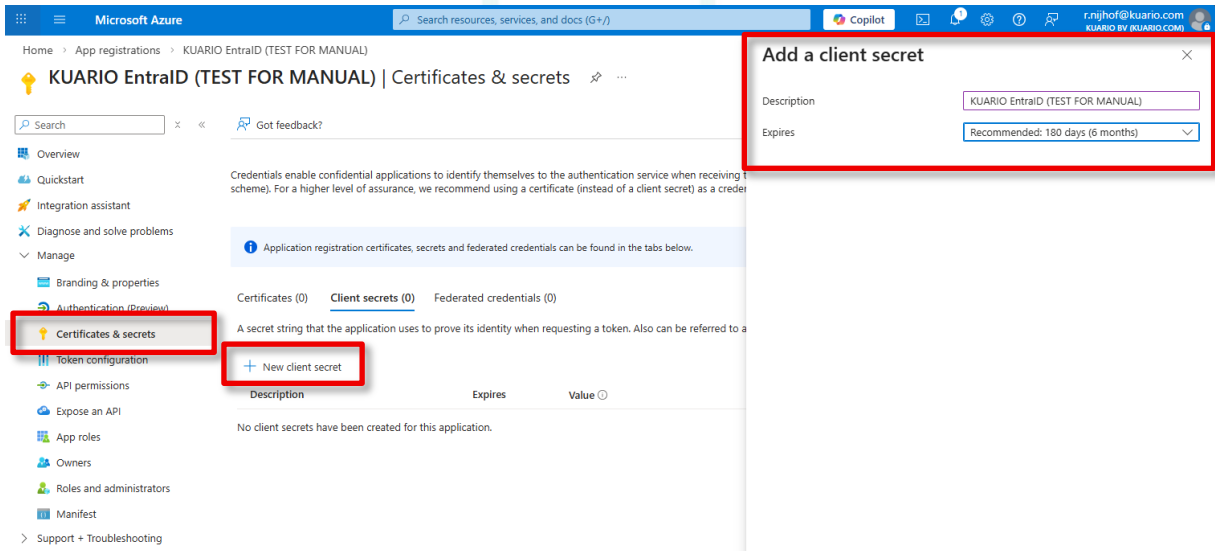 Microsoft Azure
Search resources, services, and docs (G+/)
Copilot
1
r.nijhof@kuario.com
KUARIO BV (KUARIO.COM)
Home > App registrations > KUARIO EntraID (TEST FOR MANUAL)
KUARIO EntraID (TEST FOR MANUAL) | Certificates & secrets
Search
Got feedback?
Overview
Quickstart
Integration assistant
Diagnose and solve problems
Manage
Branding & properties
Authentication (Preview)
Certificates & secrets
Token configuration
API permissions
Expose an API
App roles
Owners
Roles and administrators
Manifest
Support + Troubleshooting
Credentials enable confidential applications to identify themselves to the authentication service when receiving t
scheme). For a higher level of assurance, we recommend using a certificate (instead of a client secret) as a creder
Application registration certificates, secrets and federated credentials can be found in the tabs below.
Certificates (0) Client secrets (0) Federated credentials (0)
A secret string that the application uses to prove its identity when requesting a token. Also can be referred to a
New client secret
Description Expires Value
No client secrets have been created for this application.
Add a client secret
Description KUARIO EntraID (TEST FOR MANUAL)
Expires Recommended: 180 days (6 months)